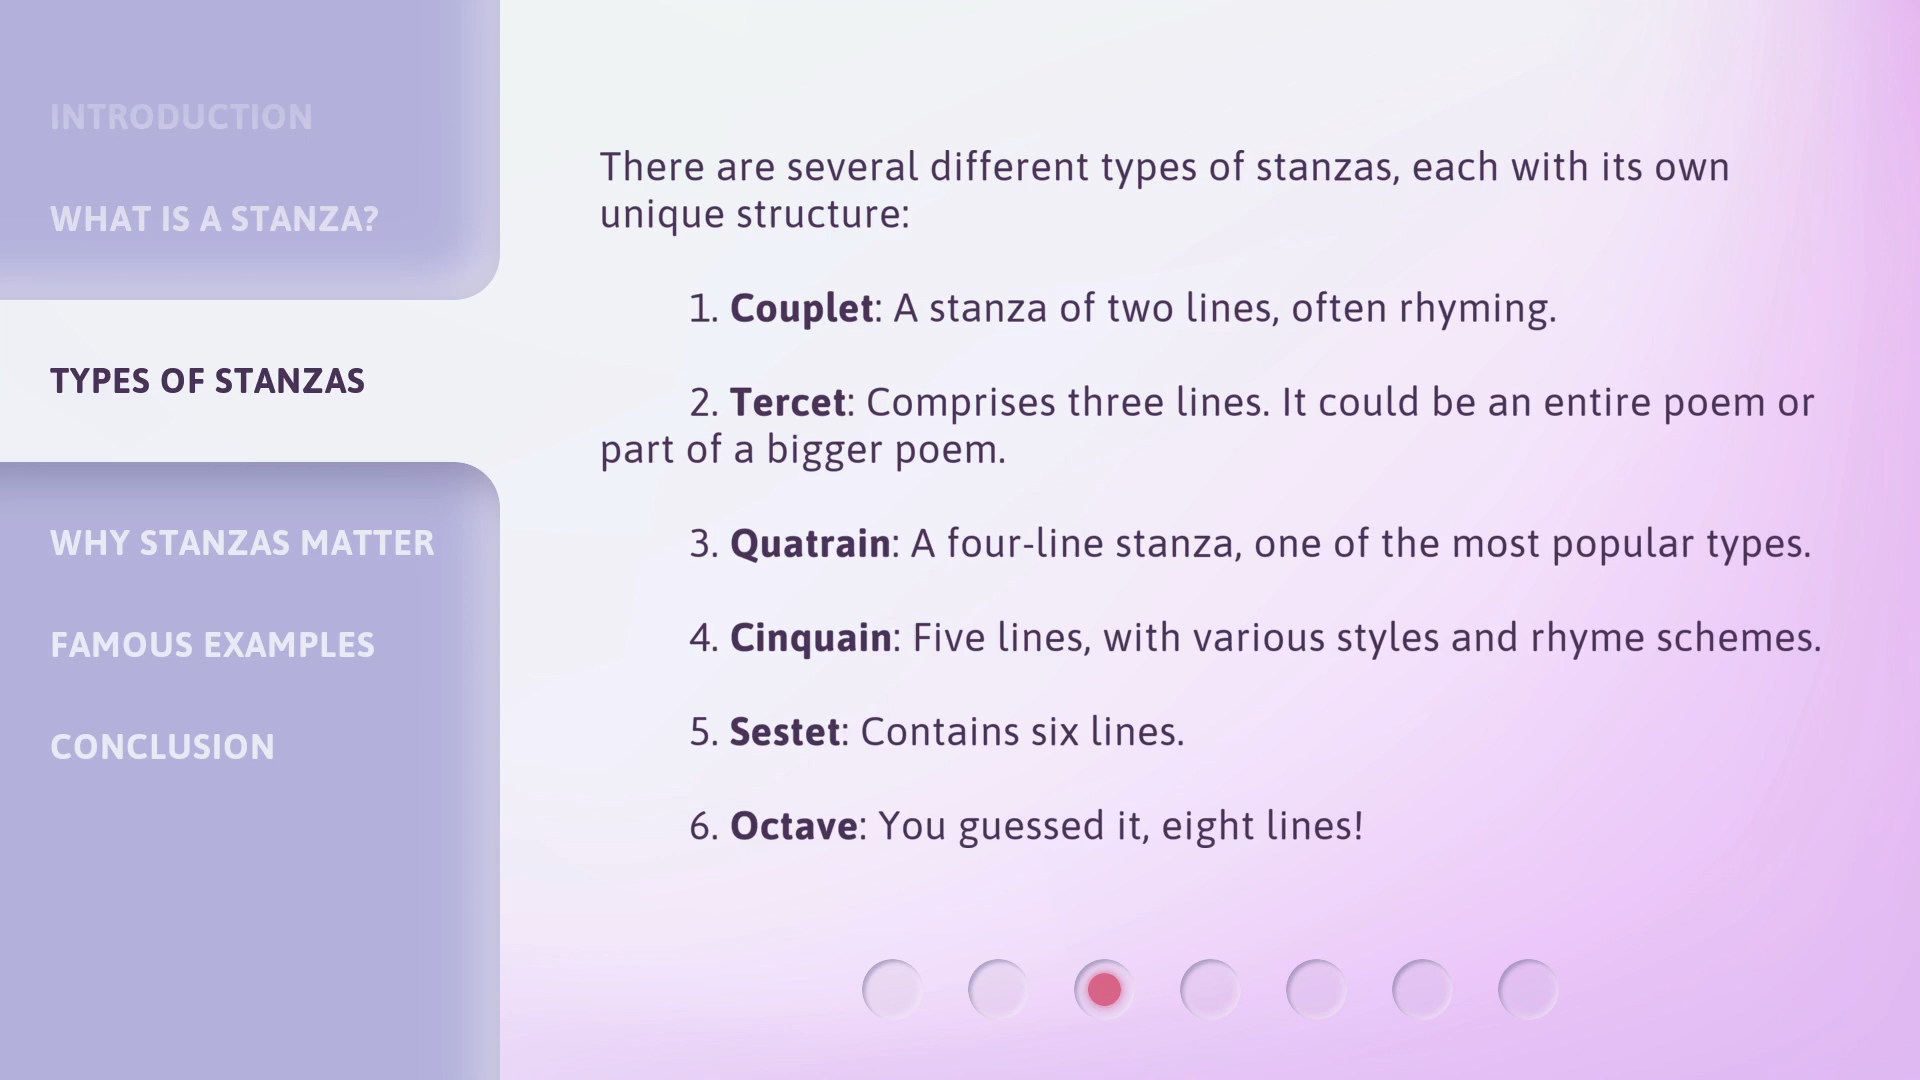 INTRODUCTION
WHAT IS A STANZA?
TYPES OF STANZAS
WHY STANZAS MATTER
FAMOUS EXAMPLES
CONCLUSION
There are several different types of stanzas, each with its own
unique structure:
1. Couplet: A stanza of two lines, often rhyming.
2. Tercet: Comprises three lines. It could be an entire poem or
part of a bigger poem.
3. Quatrain: A four-line stanza, one of the most popular types.
4. Cinquain: Five lines, with various styles and rhyme schemes.
5. Sestet: Contains six lines.
6. Octave: You guessed it, eight lines!